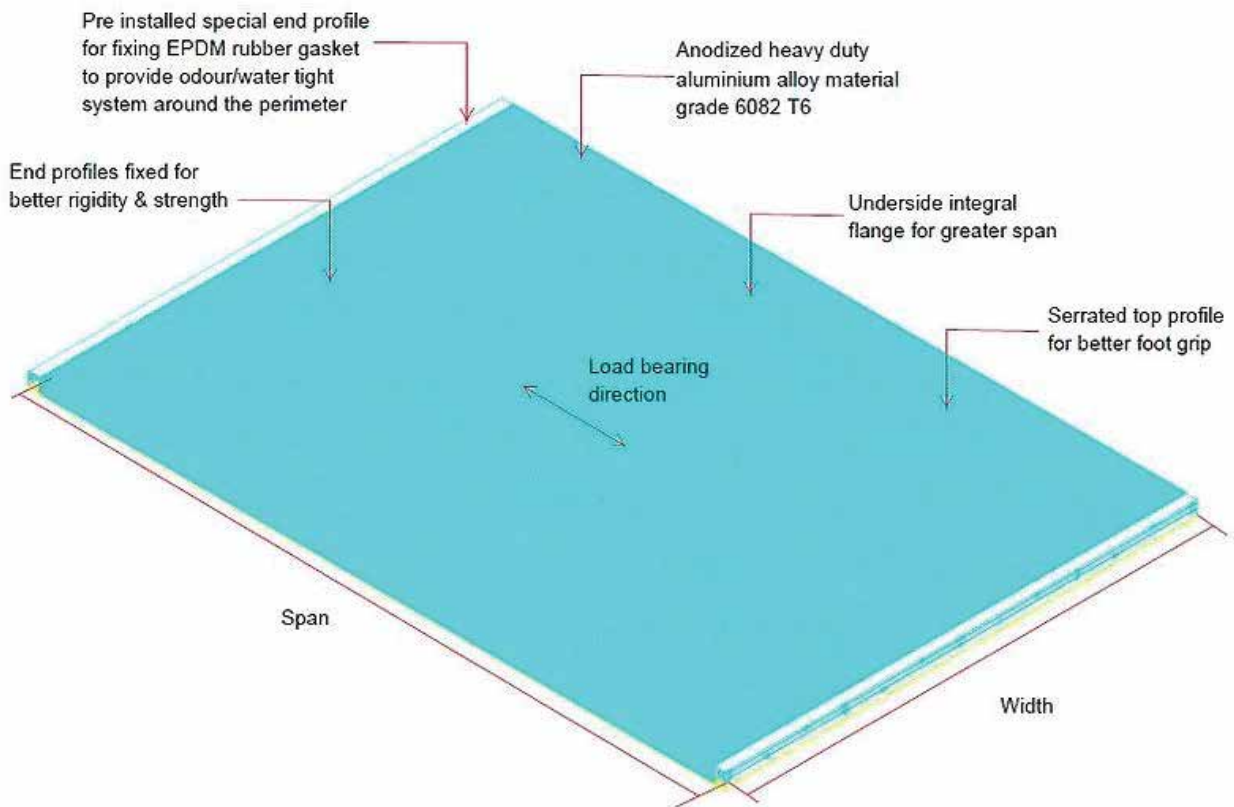 Pre installed special end profile
for fixing EPDM rubber gasket
to provide odour/water tight
system around the perimeter
Anodized heavy duty
aluminium alloy material
grade 6082 T6
End profiles fixed for
better rigidity & strength
Underside integral
flange for greater span
Serrated top profile
for better foot grip
Load bearing
direction
Span
Width